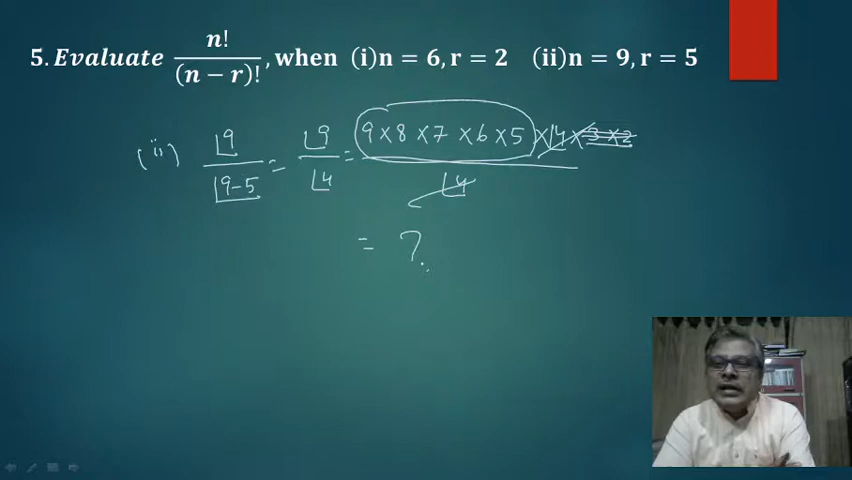 5. Evaluate n!/(n − r)!, when (i)n = 6, r = 2 (ii)n = 9, r = 5
(ii) ⌊9/⌊9-5 = ⌊9/⌊4 = 9×8×7×6×5×⌊4×3×2/⌊4
= ?